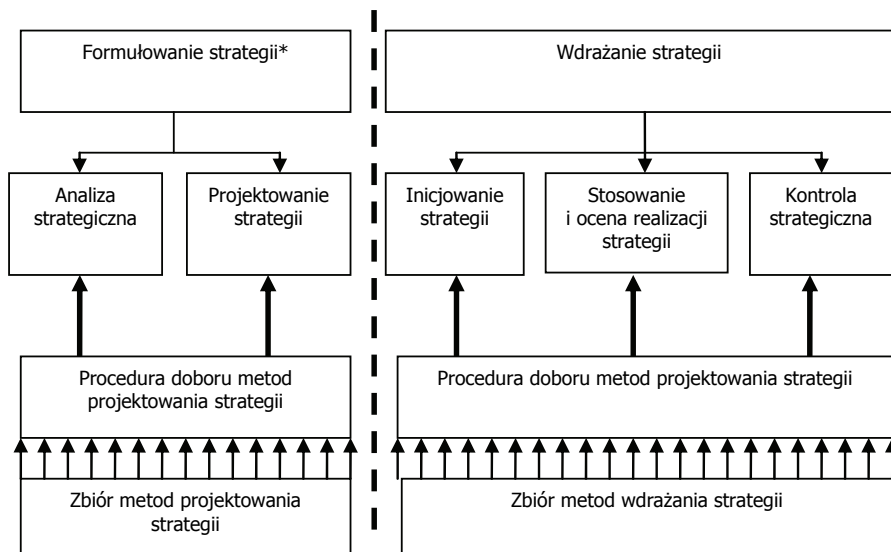 Formułowanie strategii*
Wdrażanie strategii
Analiza
strategiczna
Projektowanie
strategii
Inicjowanie
strategii
Stosowanie
i ocena realizacji
strategii
Kontrola
strategiczna
Procedura doboru metod
projektowania strategii
Procedura doboru metod projektowania strategii
Zbiór metod projektowania
strategii
Zbiór metod wdrażania strategii